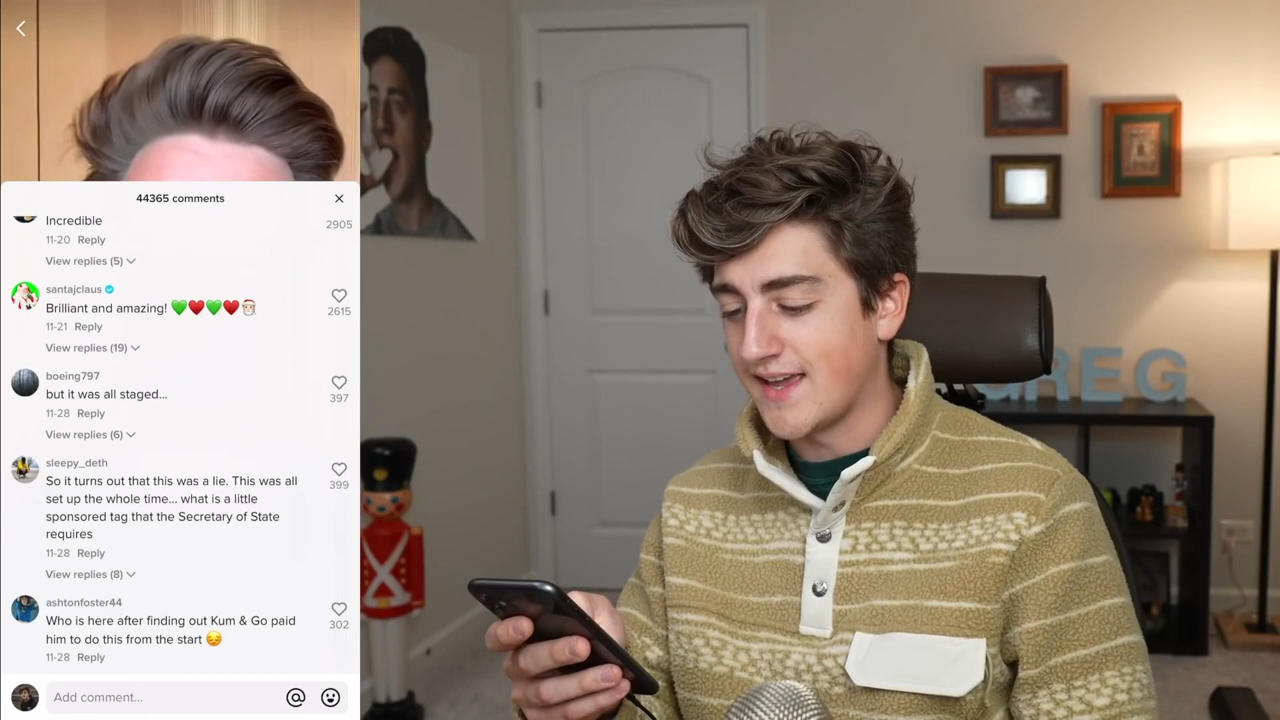 44365 comments
Incredible
2905
11-20 Reply
View replies (5)
santajclaus
Brilliant and amazing! 💚❤️💚❤️🎅🏻
2615
11-21 Reply
View replies (19)
boeing797
but it was all staged...
397
11-28 Reply
View replies (6)
sleepy_deth
So it turns out that this was a lie. This was all
set up the whole time... what is a little
sponsored tag that the Secretary of State
requires
399
11-28 Reply
View replies (8)
ashtonfoster44
Who is here after finding out Kum & Go paid
him to do this from the start 😔
302
11-28 Reply
Add comment...
GREG